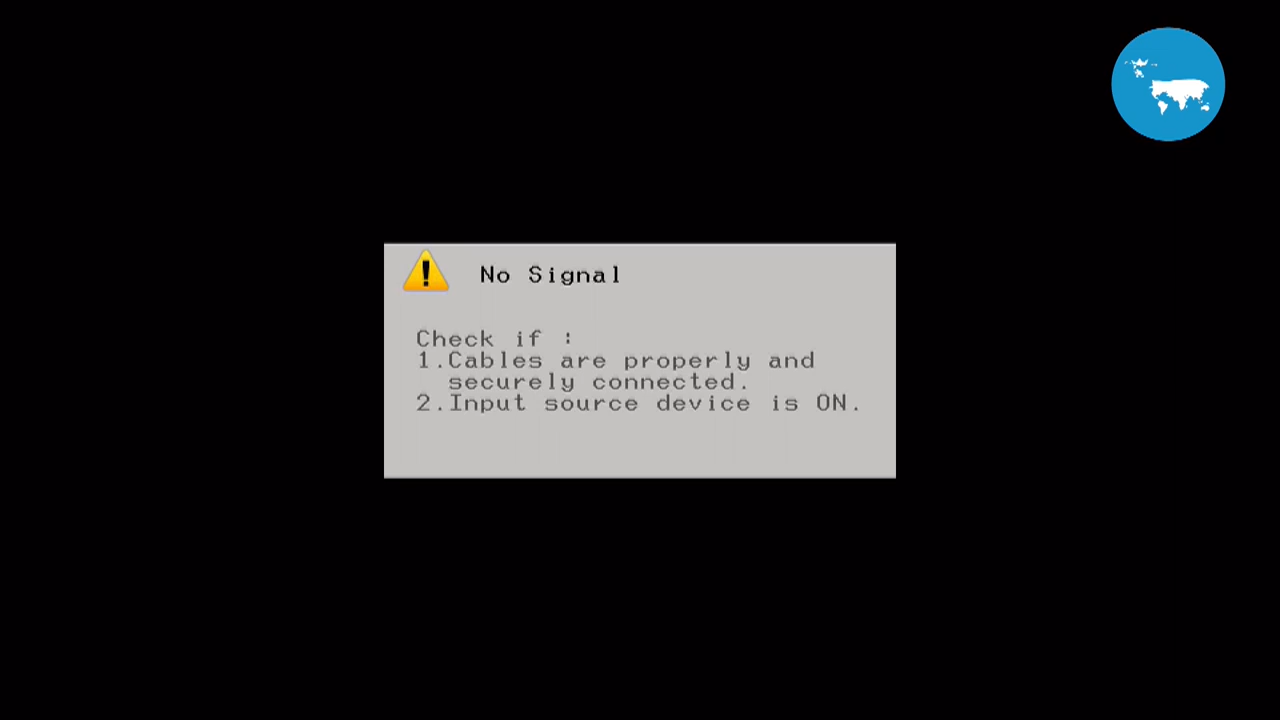 No Signal
Check if :
1.Cables are properly and
securely connected.
2.Input source device is ON.